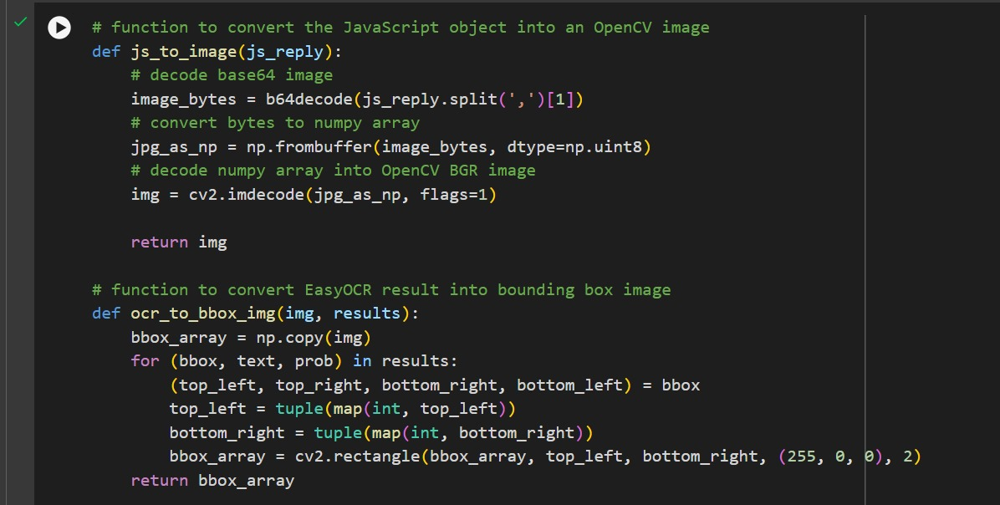 # function to convert the JavaScript object into an OpenCV image
def js_to_image(js_reply):
    # decode base64 image
    image_bytes = b64decode(js_reply.split(',')[1])
    # convert bytes to numpy array
    jpg_as_np = np.frombuffer(image_bytes, dtype=np.uint8)
    # decode numpy array into OpenCV BGR image
    img = cv2.imdecode(jpg_as_np, flags=1)

    return img

# function to convert EasyOCR result into bounding box image
def ocr_to_bbox_img(img, results):
    bbox_array = np.copy(img)
    for (bbox, text, prob) in results:
        (top_left, top_right, bottom_right, bottom_left) = bbox
        top_left = tuple(map(int, top_left))
        bottom_right = tuple(map(int, bottom_right))
        bbox_array = cv2.rectangle(bbox_array, top_left, bottom_right, (255, 0, 0), 2)
    return bbox_array